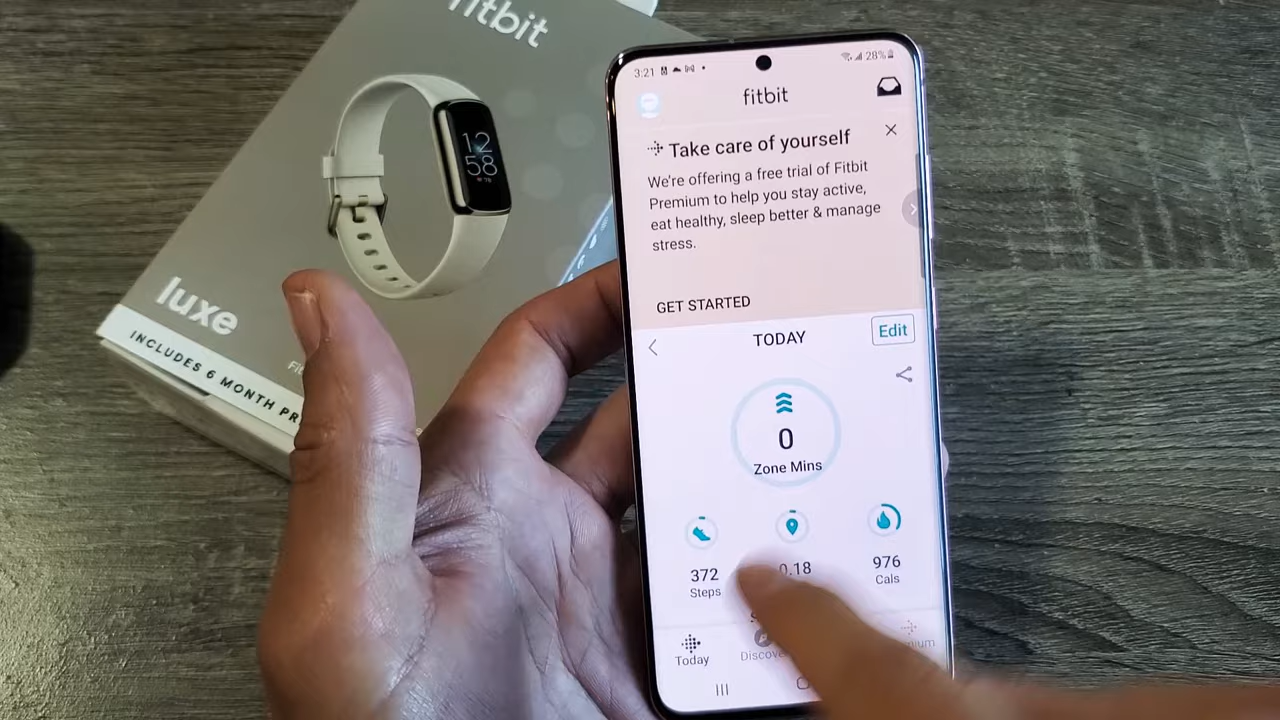 fitbit
12
58
luxe
INCLUDES 6 MONTH PR
3:21
28%
fitbit
Take care of yourself
We're offering a free trial of Fitbit
Premium to help you stay active,
eat healthy, sleep better & manage
stress.
GET STARTED
TODAY
Edit
0
Zone Mins
372
Steps
0.18
976
Cals
Today
Discove